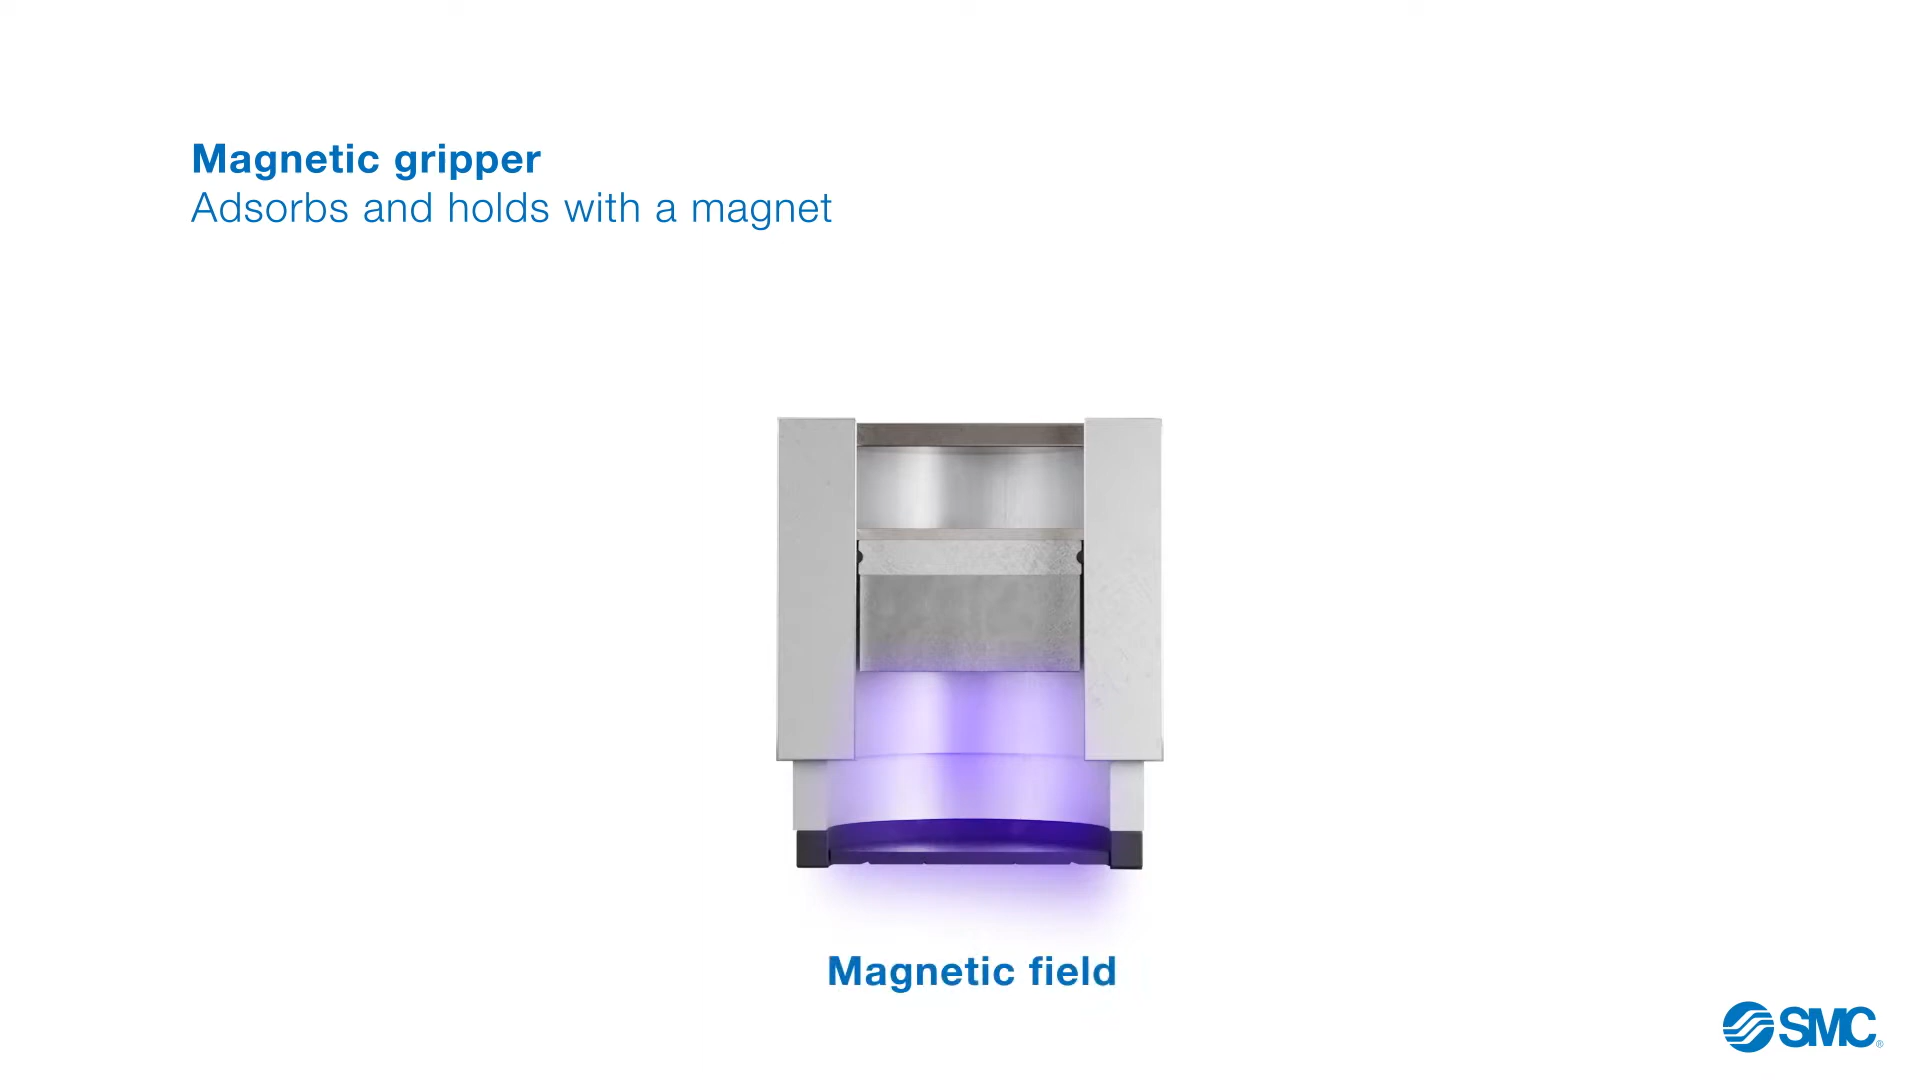 Magnetic gripper
Adsorbs and holds with a magnet
Magnetic field
SMC®